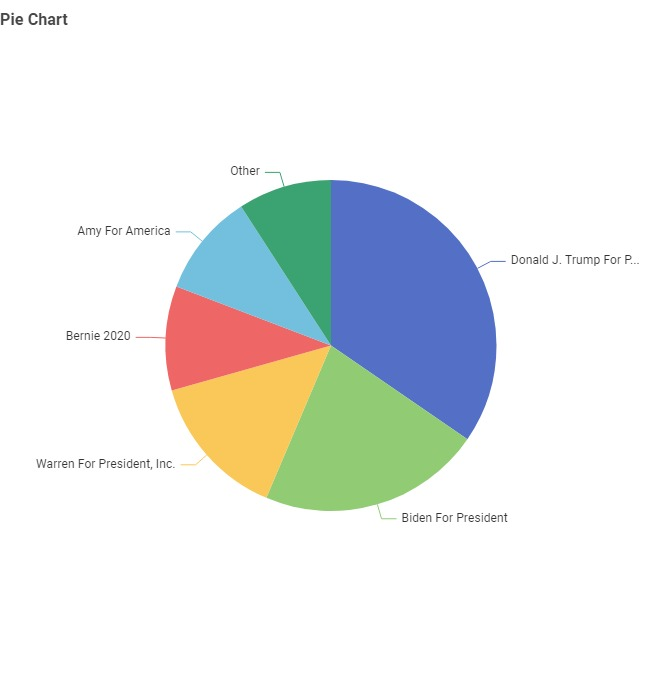 Pie Chart
Other
Amy For America
Donald J. Trump For P...
Bernie 2020
Warren For President, Inc.
Biden For President